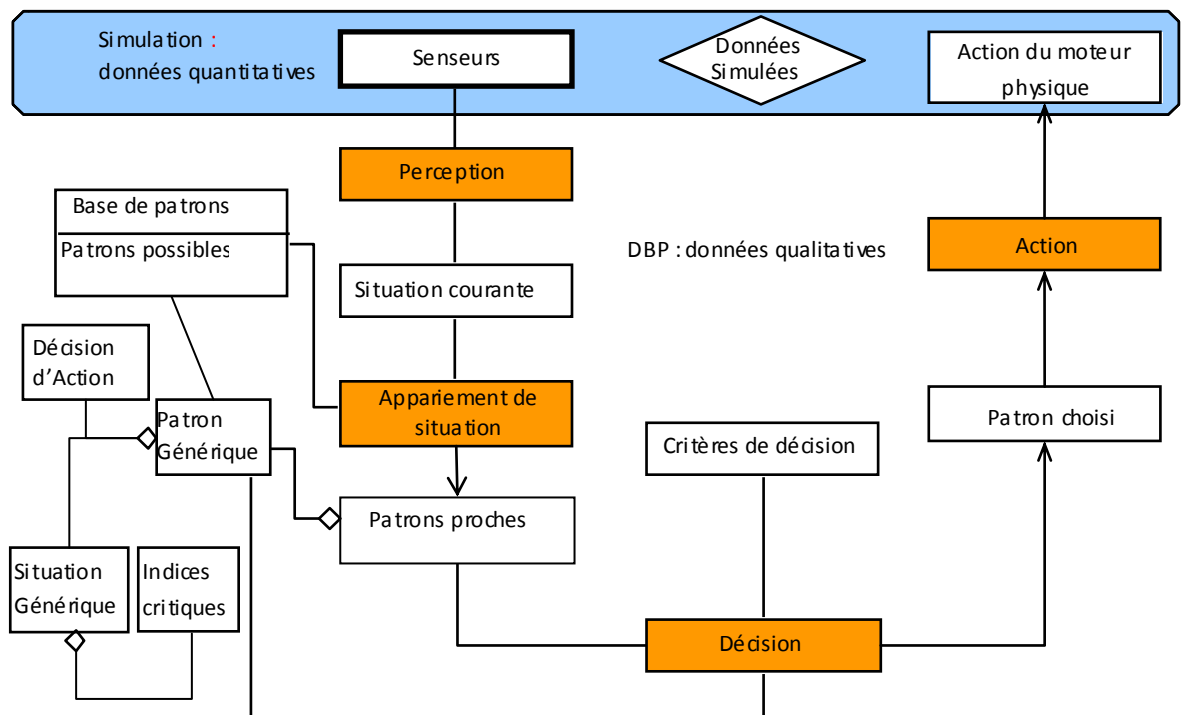 Simulation :
données quantitatives
Senseurs
Données
Simulées
Action du moteur
physique
Perception
Base de patrons
Patrons possibles
DBP : données qualitatives
Action
Situation courante
Décision
d'Action
Appariement de
situation
Patron
Générique
Critères de décision
Patron choisi
Patrons proches
Situation
Générique
Indices
critiques
Décision